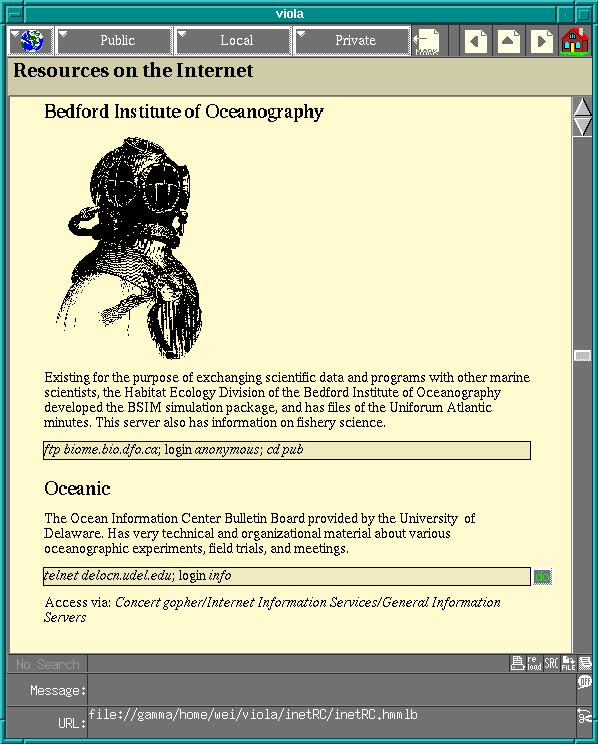 viola
Public Local Private MARK
Resources on the Internet
Bedford Institute of Oceanography
Existing for the purpose of exchanging scientific data and programs with other marine
scientists, the Habitat Ecology Division of the Bedford Institute of Oceanography
developed the BSIM simulation package, and has files of the Uniforum Atlantic
minutes. This server also has information on fishery science.
ftp biome.bio.dfo.ca; login anonymous; cd pub
Oceanic
The Ocean Information Center Bulletin Board provided by the University of
Delaware. Has very technical and organizational material about various
oceanographic experiments, field trials, and meetings.
telnet delocn.udel.edu; login info do
Access via: Concert gopher/Internet Information Services/General Information
Servers
No Search re load SRC FILE
Message: OFF
URL: file://gamma/home/wei/viola/inetRC/inetRC.hmmlb